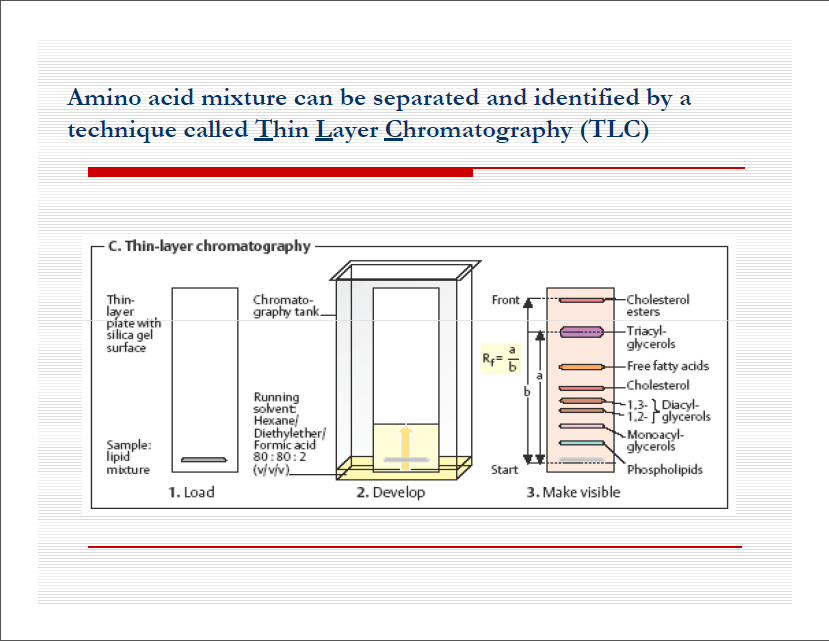 Amino acid mixture can be separated and identified by a
technique called Thin Layer Chromatography (TLC)
C. Thin-layer chromatography
Thin-
layer
plate with
silica gel
surface
Sample:
lipid
mixture
1. Load
Chromato-
graphy tank
Running
solvent:
Hexane/
Diethylether/
Formic acid
80 : 80 : 2
(v/v/v)
2. Develop
Front
Rf = a/b
a
b
Start
Cholesterol
esters
Triacyl-
glycerols
Free fatty acids
Cholesterol
1,3- } Diacyl-
1,2- } glycerols
Monoacyl-
glycerols
Phospholipids
3. Make visible